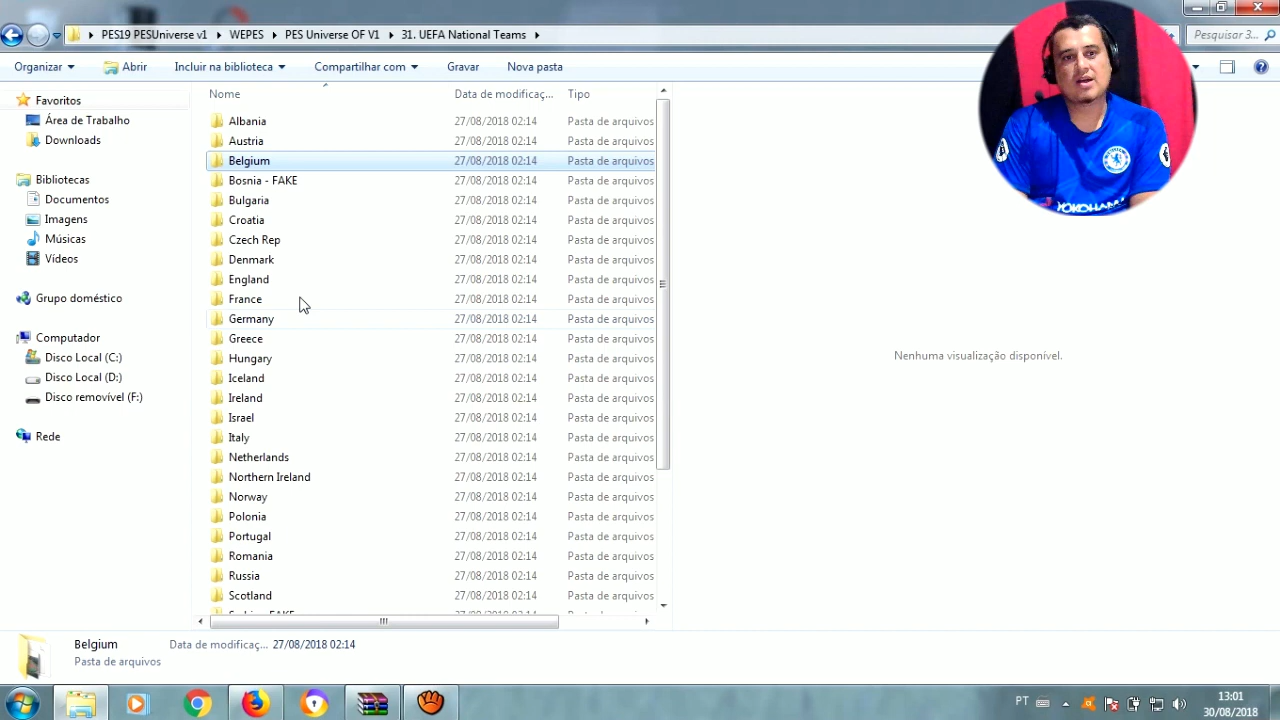 PES19 PESUniverse v1 WEPES PES Universe OF V1 31. UEFA National Teams
Pesquisar 3...
Organizar Abrir Incluir na biblioteca Compartilhar com Gravar Nova pasta
Favoritos
Área de Trabalho
Downloads
Bibliotecas
Documentos
Imagens
Músicas
Vídeos
Grupo doméstico
Computador
Disco Local (C:)
Disco Local (D:)
Disco removível (F:)
Rede
Nome Data de modificaç... Tipo
Albania 27/08/2018 02:14 Pasta de arquivos
Austria 27/08/2018 02:14 Pasta de arquivos
Belgium 27/08/2018 02:14 Pasta de arquivos
Bosnia - FAKE 27/08/2018 02:14 Pasta de arquivos
Bulgaria 27/08/2018 02:14 Pasta de arquivos
Croatia 27/08/2018 02:14 Pasta de arquivos
Czech Rep 27/08/2018 02:14 Pasta de arquivos
Denmark 27/08/2018 02:14 Pasta de arquivos
England 27/08/2018 02:14 Pasta de arquivos
France 27/08/2018 02:14 Pasta de arquivos
Germany 27/08/2018 02:14 Pasta de arquivos
Greece 27/08/2018 02:14 Pasta de arquivos
Hungary 27/08/2018 02:14 Pasta de arquivos
Iceland 27/08/2018 02:14 Pasta de arquivos
Ireland 27/08/2018 02:14 Pasta de arquivos
Israel 27/08/2018 02:14 Pasta de arquivos
Italy 27/08/2018 02:14 Pasta de arquivos
Netherlands 27/08/2018 02:14 Pasta de arquivos
Northern Ireland 27/08/2018 02:14 Pasta de arquivos
Norway 27/08/2018 02:14 Pasta de arquivos
Polonia 27/08/2018 02:14 Pasta de arquivos
Portugal 27/08/2018 02:14 Pasta de arquivos
Romania 27/08/2018 02:14 Pasta de arquivos
Russia 27/08/2018 02:14 Pasta de arquivos
Scotland 27/08/2018 02:14 Pasta de arquivos
Nenhuma visualização disponível.
YOKOHAMA
Belgium Data de modificaç... 27/08/2018 02:14
Pasta de arquivos
PT
13:01
30/08/2018